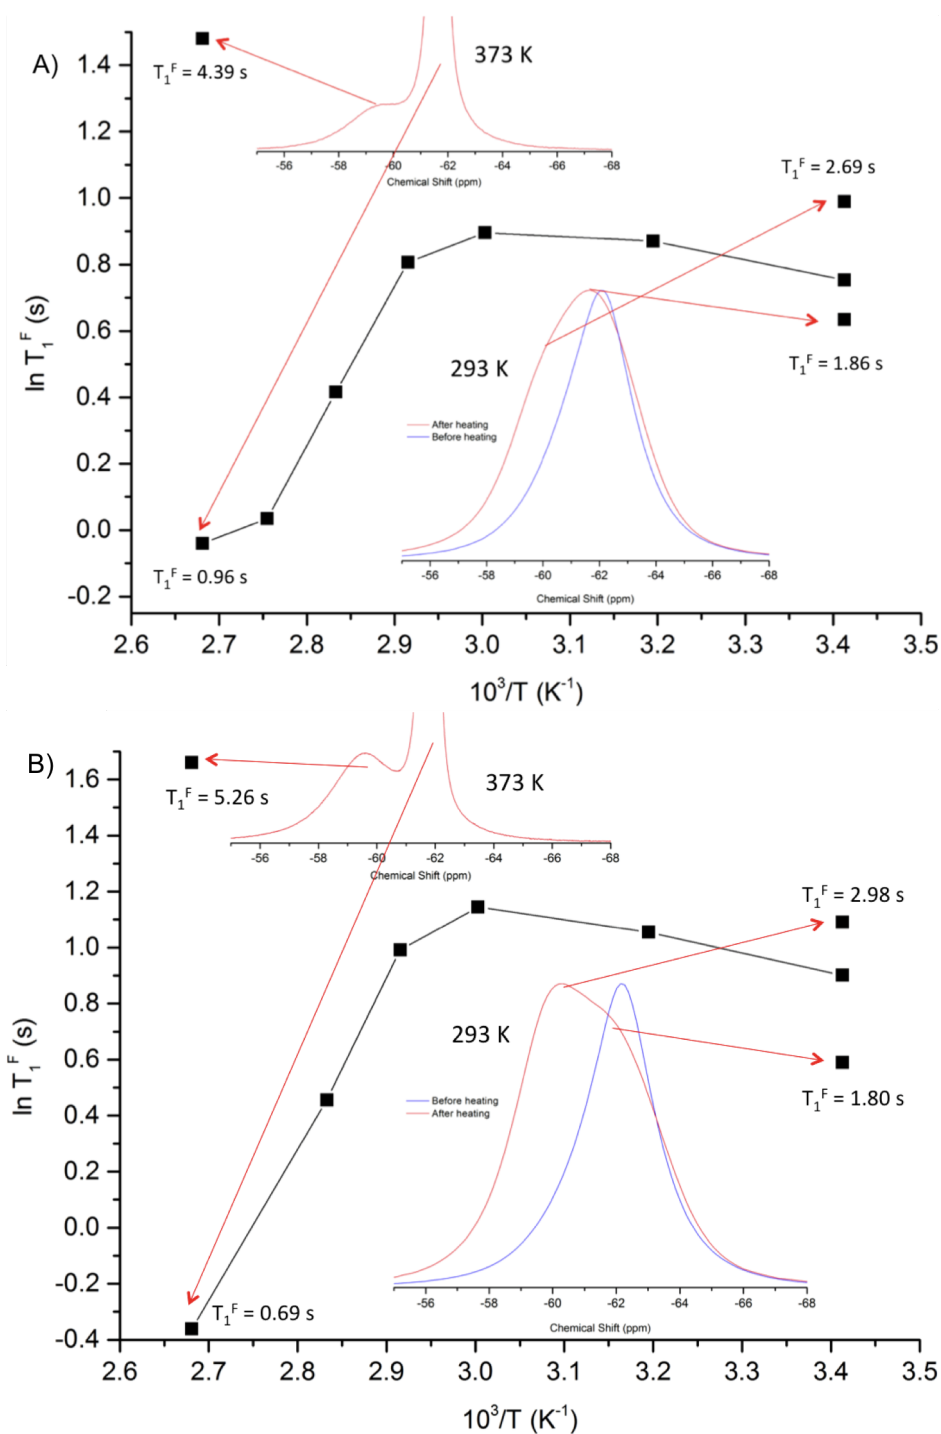 A)
373 K
T₁ᶠ = 4.39 s
-56 -58 -60 -62 -64 -66 -68
Chemical Shift (ppm)
T₁ᶠ = 2.69 s
293 K
T₁ᶠ = 1.86 s
After heating
Before heating
-56 -58 -60 -62 -64 -66 -68
Chemical Shift (ppm)
T₁ᶠ = 0.96 s
1.4
1.2
1.0
0.8
0.6
0.4
0.2
0.0
-0.2
ln T₁ᶠ (s)
2.6 2.7 2.8 2.9 3.0 3.1 3.2 3.3 3.4 3.5
10³/T (K⁻¹)
B)
373 K
T₁ᶠ = 5.26 s
-56 -58 -60 -62 -64 -66 -68
Chemical Shift (ppm)
T₁ᶠ = 2.98 s
293 K
T₁ᶠ = 1.80 s
Before heating
After heating
-56 -58 -60 -62 -64 -66 -68
Chemical Shift (ppm)
T₁ᶠ = 0.69 s
1.6
1.4
1.2
1.0
0.8
0.6
0.4
0.2
0.0
-0.2
-0.4
ln T₁ᶠ (s)
2.6 2.7 2.8 2.9 3.0 3.1 3.2 3.3 3.4 3.5
10³/T (K⁻¹)